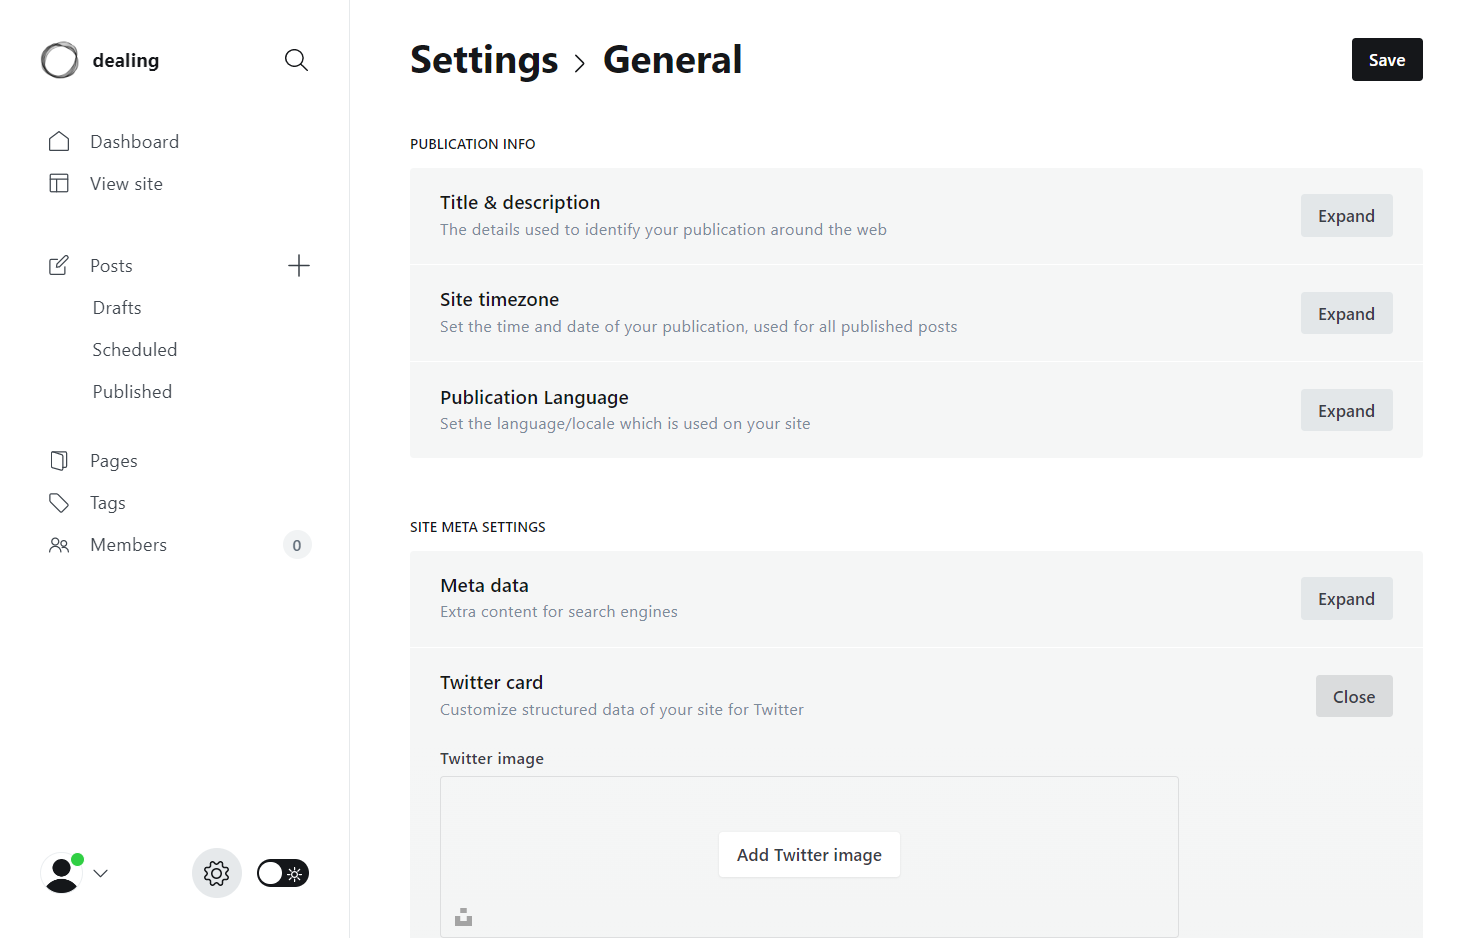 dealing
Dashboard
View site
Posts
Drafts
Scheduled
Published
Pages
Tags
Members
0
Settings › General
Save
PUBLICATION INFO
Title & description
The details used to identify your publication around the web
Expand
Site timezone
Set the time and date of your publication, used for all published posts
Expand
Publication Language
Set the language/locale which is used on your site
Expand
SITE META SETTINGS
Meta data
Extra content for search engines
Expand
Twitter card
Customize structured data of your site for Twitter
Close
Twitter image
Add Twitter image